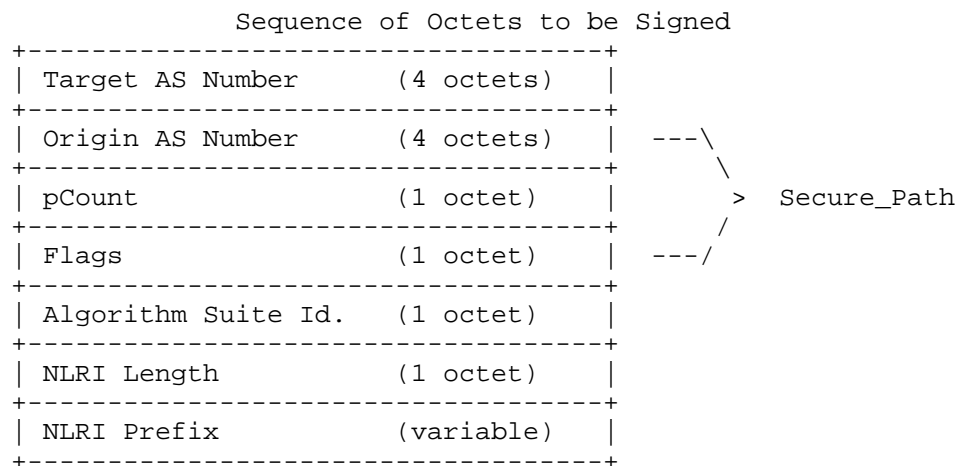 Sequence of Octets to be Signed
+------------------------------------+
| Target AS Number      (4 octets)   |
+------------------------------------+
| Origin AS Number      (4 octets)   |  ---\
+------------------------------------+      \
| pCount                (1 octet)    |       >  Secure_Path
+------------------------------------+      /
| Flags                 (1 octet)    |  ---/
+------------------------------------+
| Algorithm Suite Id.   (1 octet)    |
+------------------------------------+
| NLRI Length           (1 octet)    |
+------------------------------------+
| NLRI Prefix           (variable)   |
+------------------------------------+